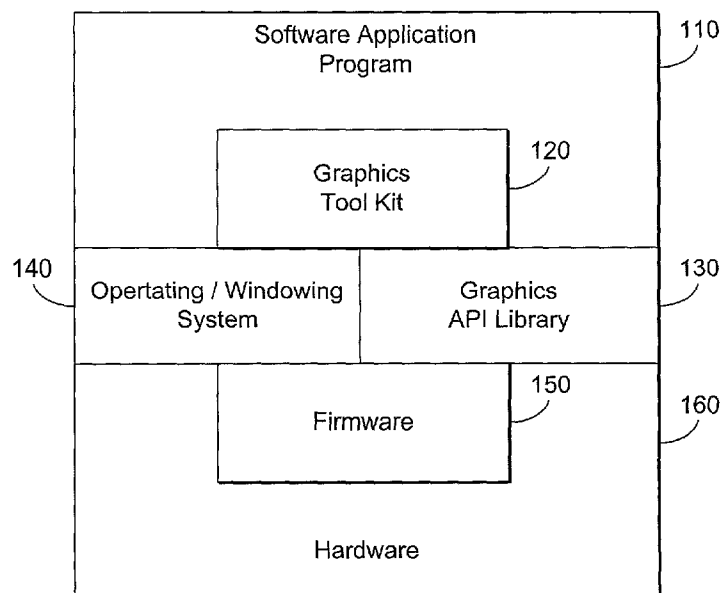 Software Application
Program
110
Graphics
Tool Kit
120
140
Opertating / Windowing
System
Graphics
API Library
130
Firmware
150
160
Hardware